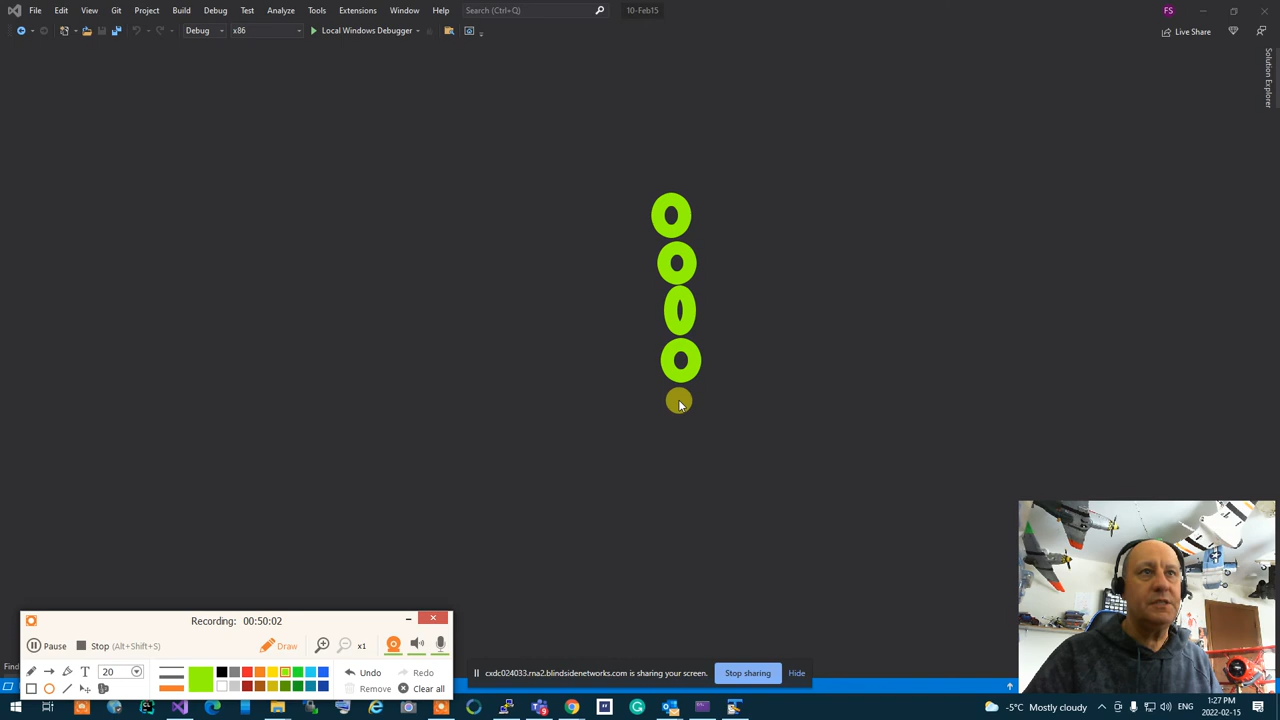 File Edit View Git Project Build Debug Test Analyze Tools Extensions Window Help Search (Ctrl+Q) 10-Feb15 FS
Debug x86 Local Windows Debugger Live Share
Solution Explorer
Recording: 00:50:02
Pause Stop (Alt+Shift+S) Draw x1
T 20 Undo Redo
Remove Clear all
Find
cxdc024033.rna2.blindsidenetworks.com is sharing your screen. Stop sharing Hide
-5°C Mostly cloudy ENG 1:27 PM
2022-02-15